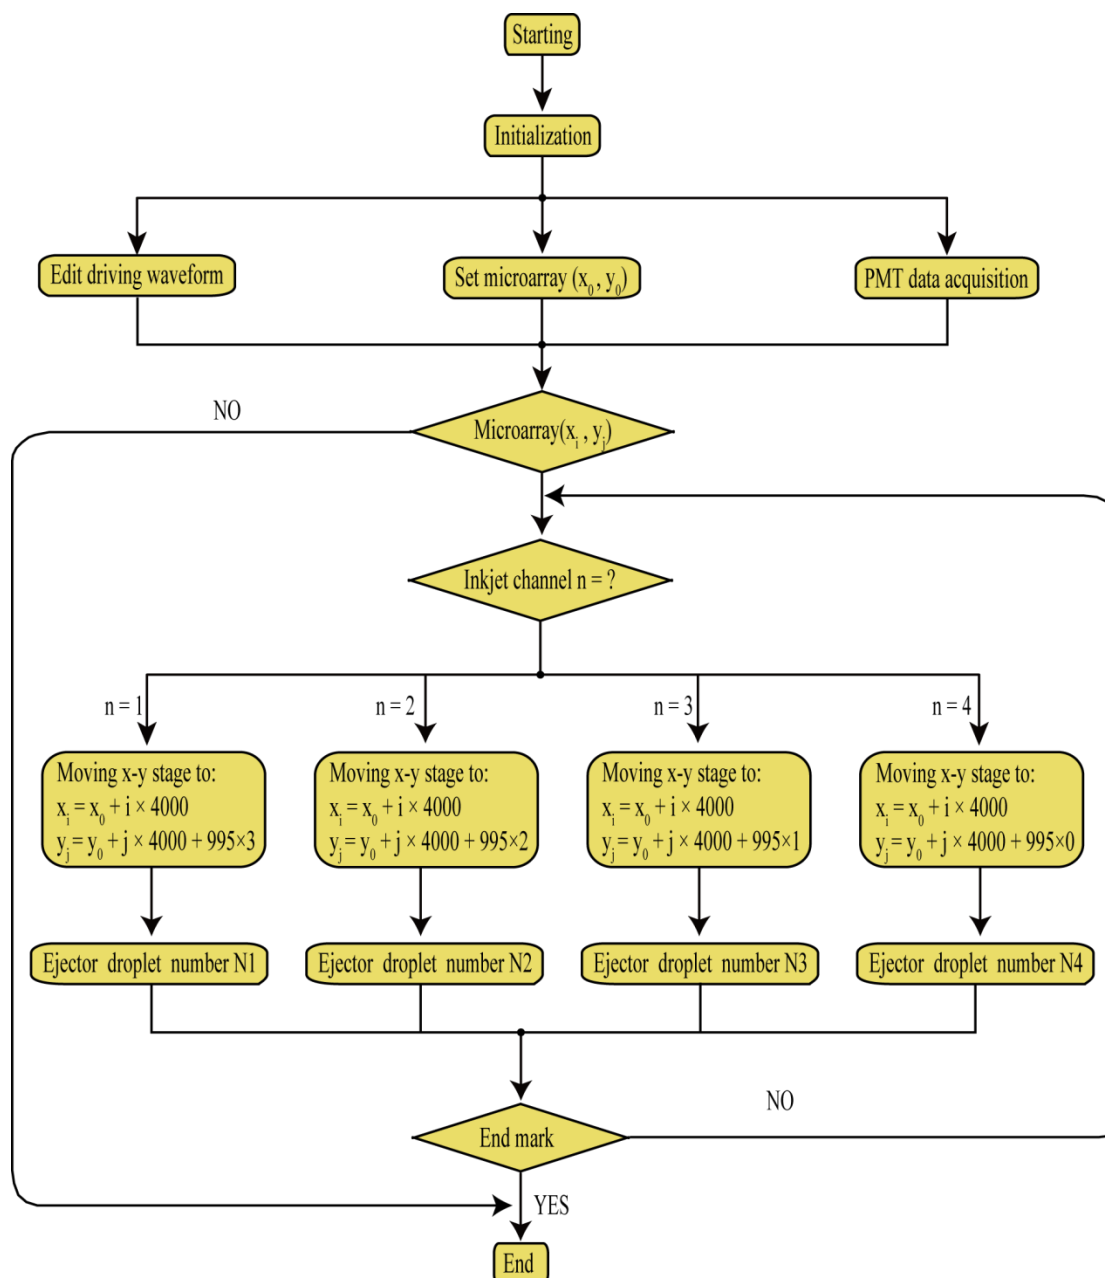 Starting
Initialization
Edit driving waveform
Set microarray (x₀, y₀)
PMT data acquisition
NO
Microarray(xᵢ, yⱼ)
Inkjet channel n = ?
n = 1
n = 2
n = 3
n = 4
Moving x-y stage to:
xᵢ = x₀ + i × 4000
yⱼ = y₀ + j × 4000 + 995×3
Moving x-y stage to:
xᵢ = x₀ + i × 4000
yⱼ = y₀ + j × 4000 + 995×2
Moving x-y stage to:
xᵢ = x₀ + i × 4000
yⱼ = y₀ + j × 4000 + 995×1
Moving x-y stage to:
xᵢ = x₀ + i × 4000
yⱼ = y₀ + j × 4000 + 995×0
Ejector droplet number N1
Ejector droplet number N2
Ejector droplet number N3
Ejector droplet number N4
NO
End mark
YES
End